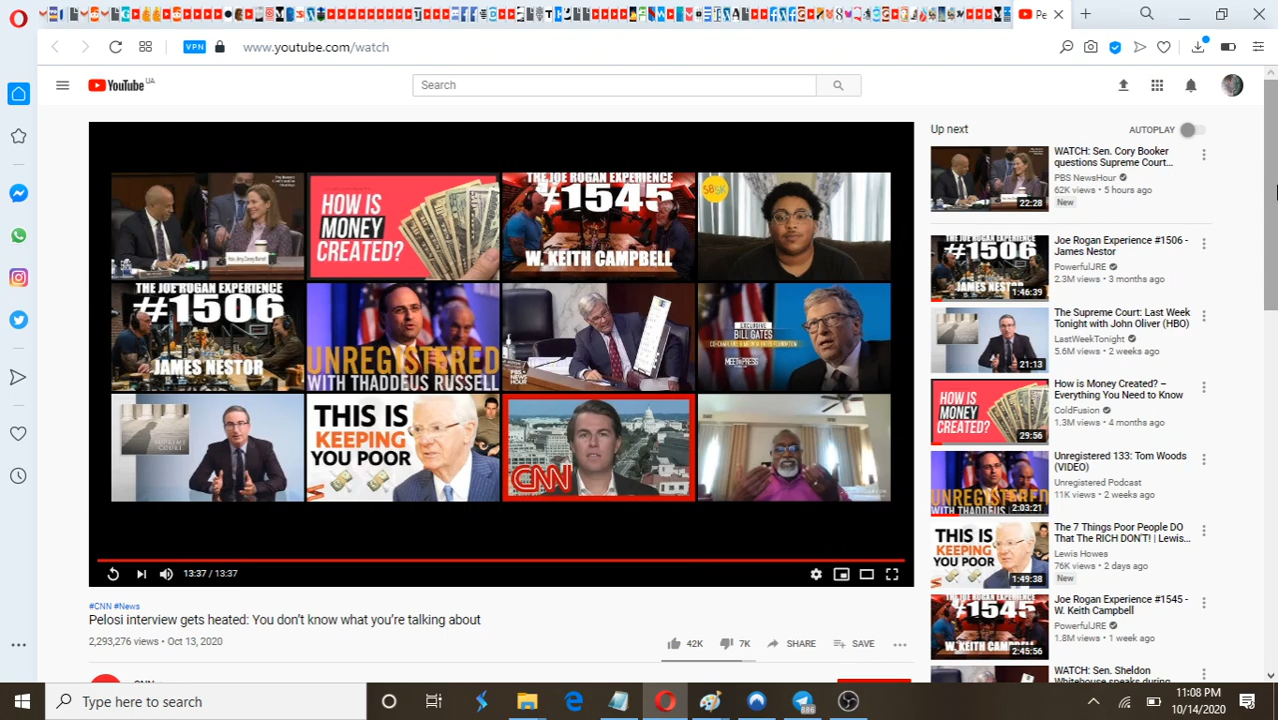 Pe
VPN
www.youtube.com/watch
YouTube UA
Search
HOW IS
MONEY
CREATED?
THE JOE ROGAN EXPERIENCE
#1545
W. KEITH CAMPBELL
SBSK
THE JOE ROGAN EXPERIENCE
#1506
JAMES NESTOR
UNREGISTERED
WITH THADDEUS RUSSELL
PBS NEWS HOUR
EXCLUSIVE
BILL GATES
MEET THE PRESS
THIS IS
KEEPING
YOU POOR
CNN
13:37 / 13:37
#CNN #News
Pelosi interview gets heated: You don't know what you're talking about
2,293,276 views • Oct 13, 2020
42K
7K
SHARE
SAVE
Up next
AUTOPLAY
WATCH: Sen. Cory Booker
questions Supreme Court...
PBS NewsHour
62K views • 5 hours ago
New
22:28
Joe Rogan Experience #1506 -
James Nestor
PowerfulJRE
2.3M views • 3 months ago
1:46:39
The Supreme Court: Last Week
Tonight with John Oliver (HBO)
LastWeekTonight
5.6M views • 2 weeks ago
21:13
How is Money Created? –
Everything You Need to Know
ColdFusion
1.3M views • 4 months ago
29:56
Unregistered 133: Tom Woods
(VIDEO)
Unregistered Podcast
11K views • 2 weeks ago
2:03:21
The 7 Things Poor People DO
That The RICH DON'T! | Lewis...
Lewis Howes
76K views • 2 days ago
New
1:49:38
Joe Rogan Experience #1545 -
W. Keith Campbell
PowerfulJRE
1.8M views • 1 week ago
2:45:56
WATCH: Sen. Sheldon
Whitehouse speaks during
Type here to search
886
11:08 PM
10/14/2020